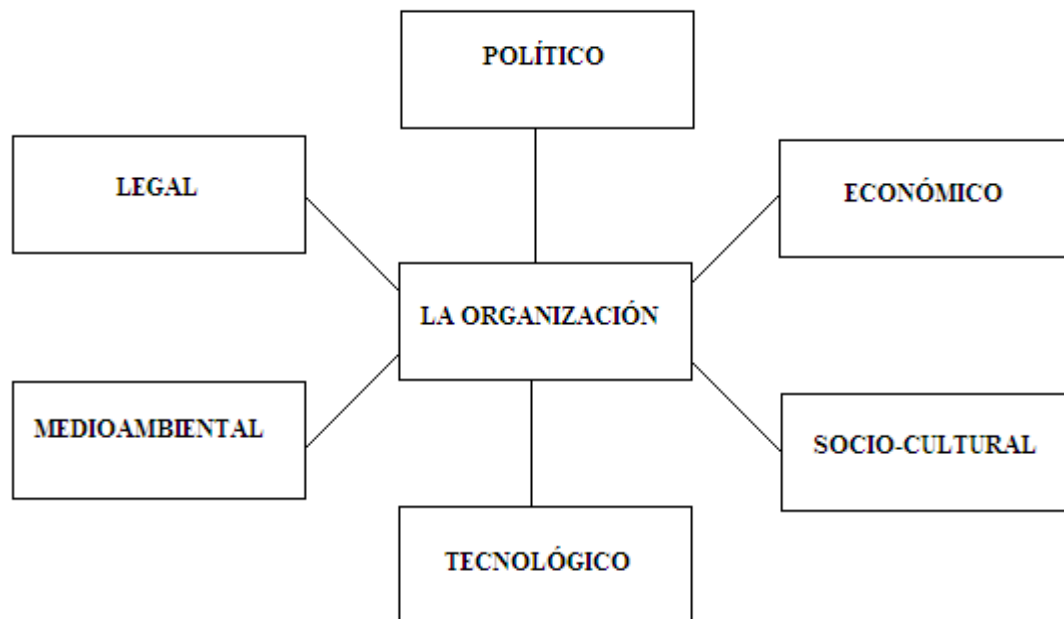 POLÍTICO
LEGAL
ECONÓMICO
LA ORGANIZACIÓN
MEDIOAMBIENTAL
SOCIO-CULTURAL
TECNOLÓGICO